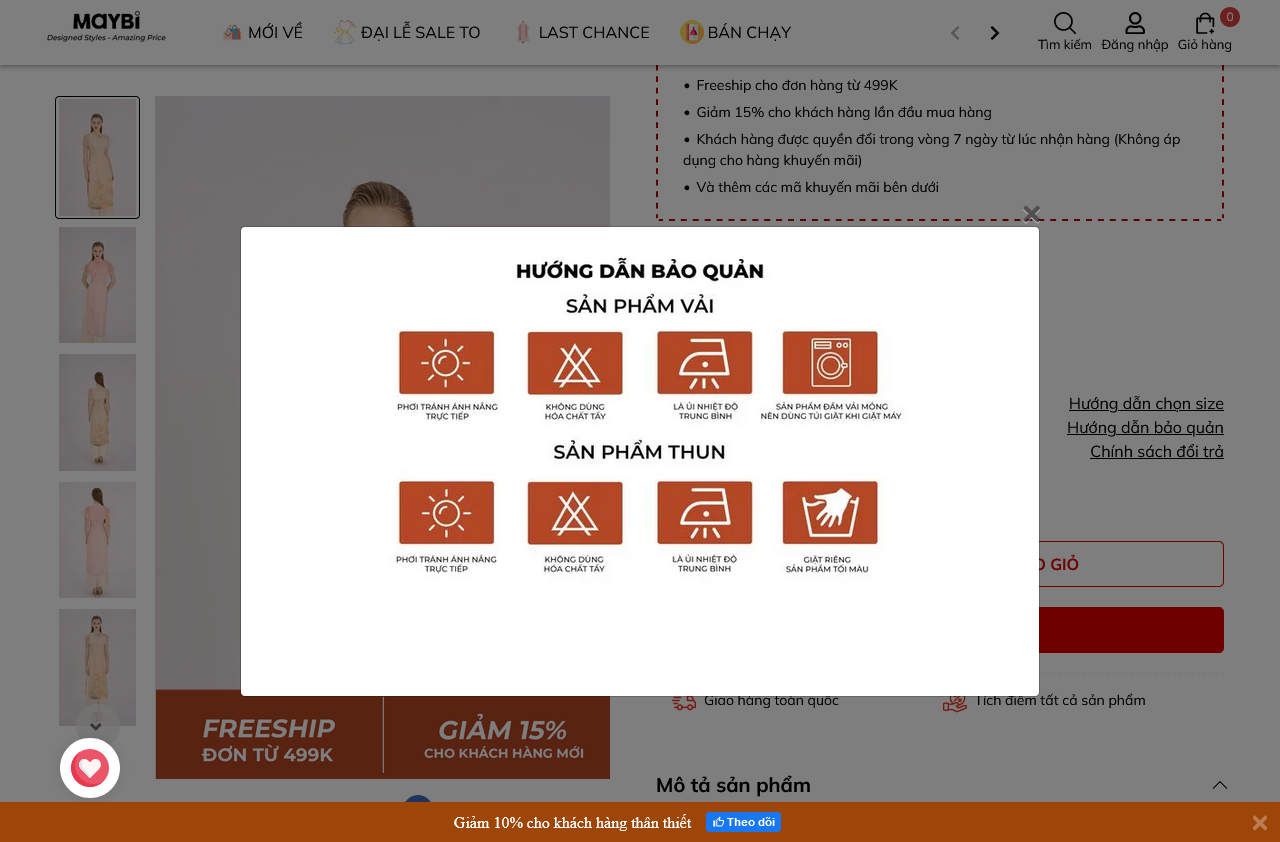 MAYBi
Designed Styles - Amazing Price
MỚI VỀ
ĐẠI LỄ SALE TO
LAST CHANCE
BÁN CHẠY
Tìm kiếm
Đăng nhập
0
Giỏ hàng
• Freeship cho đơn hàng từ 499K
• Giảm 15% cho khách hàng lần đầu mua hàng
• Khách hàng được quyền đổi trong vòng 7 ngày từ lúc nhận hàng (Không áp
dụng cho hàng khuyến mãi)
• Và thêm các mã khuyến mãi bên dưới
HƯỚNG DẪN BẢO QUẢN
SẢN PHẨM VẢI
PHƠI TRÁNH ÁNH NẮNG
TRỰC TIẾP
KHÔNG DÙNG
HÓA CHẤT TẨY
LÀ ỦI NHIỆT ĐỘ
TRUNG BÌNH
SẢN PHẨM ĐẦM VẢI MỎNG
NÊN DÙNG TÚI GIẶT KHI GIẶT MÁY
SẢN PHẨM THUN
PHƠI TRÁNH ÁNH NẮNG
TRỰC TIẾP
KHÔNG DÙNG
HÓA CHẤT TẨY
LÀ ỦI NHIỆT ĐỘ
TRUNG BÌNH
GIẶT RIÊNG
SẢN PHẨM TỐI MÀU
Hướng dẫn chọn size
Hướng dẫn bảo quản
Chính sách đổi trả
GIỎ
Giao hàng toàn quốc
Tích điểm tất cả sản phẩm
FREESHIP
ĐƠN TỪ 499K
GIẢM 15%
CHO KHÁCH HÀNG MỚI
Mô tả sản phẩm
Giảm 10% cho khách hàng thân thiết
Theo dõi